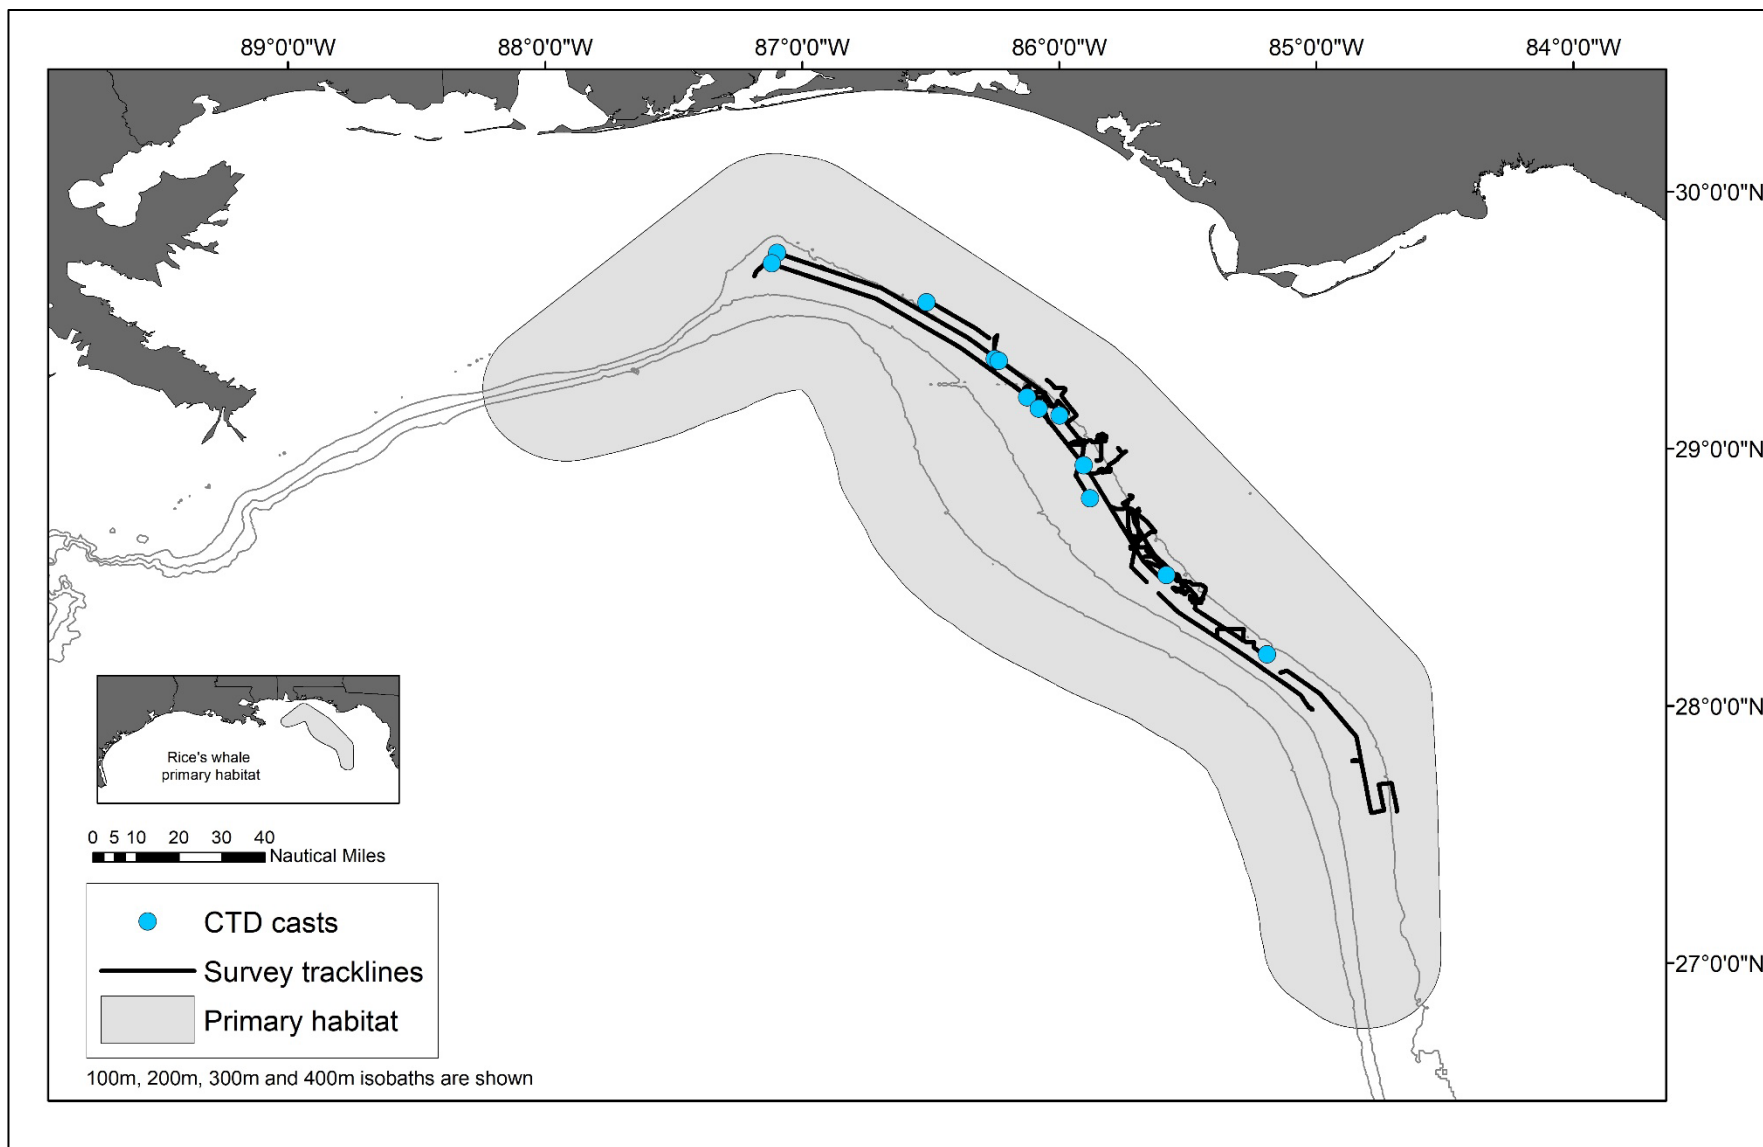 89°0'0"W 88°0'0"W 87°0'0"W 86°0'0"W 85°0'0"W 84°0'0"W
30°0'0"N
29°0'0"N
28°0'0"N
27°0'0"N
Rice's whale
primary habitat
0 5 10 20 30 40
Nautical Miles
CTD casts
Survey tracklines
Primary habitat
100m, 200m, 300m and 400m isobaths are shown